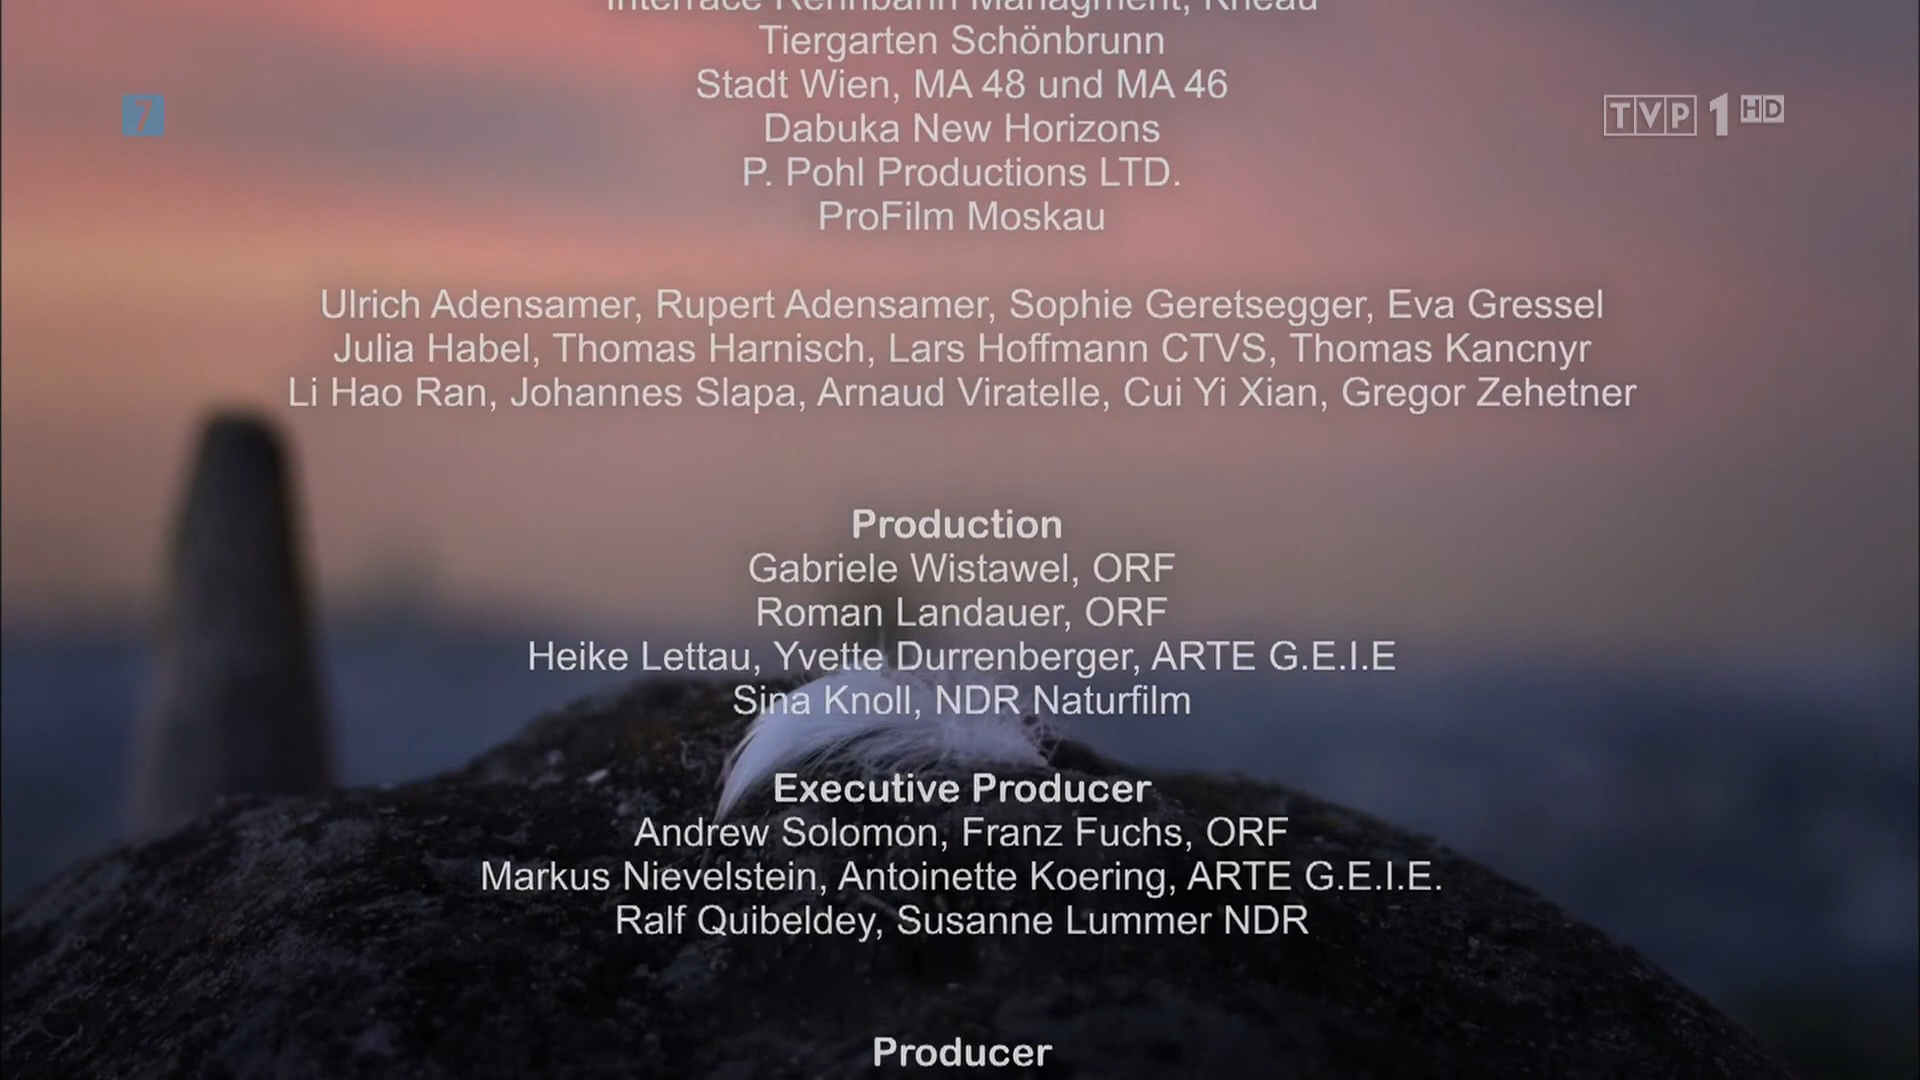 Tiergarten Schönbrunn
Stadt Wien, MA 48 und MA 46
7
TVP 1 HD
Dabuka New Horizons
P. Pohl Productions LTD.
ProFilm Moskau
Ulrich Adensamer, Rupert Adensamer, Sophie Geretsegger, Eva Gressel
Julia Habel, Thomas Harnisch, Lars Hoffmann CTVS, Thomas Kancnyr
Li Hao Ran, Johannes Slapa, Arnaud Viratelle, Cui Yi Xian, Gregor Zehetner
Production
Gabriele Wistawel, ORF
Roman Landauer, ORF
Heike Lettau, Yvette Durrenberger, ARTE G.E.I.E
Sina Knoll, NDR Naturfilm
Executive Producer
Andrew Solomon, Franz Fuchs, ORF
Markus Nievelstein, Antoinette Koering, ARTE G.E.I.E.
Ralf Quibeldey, Susanne Lummer NDR
Producer